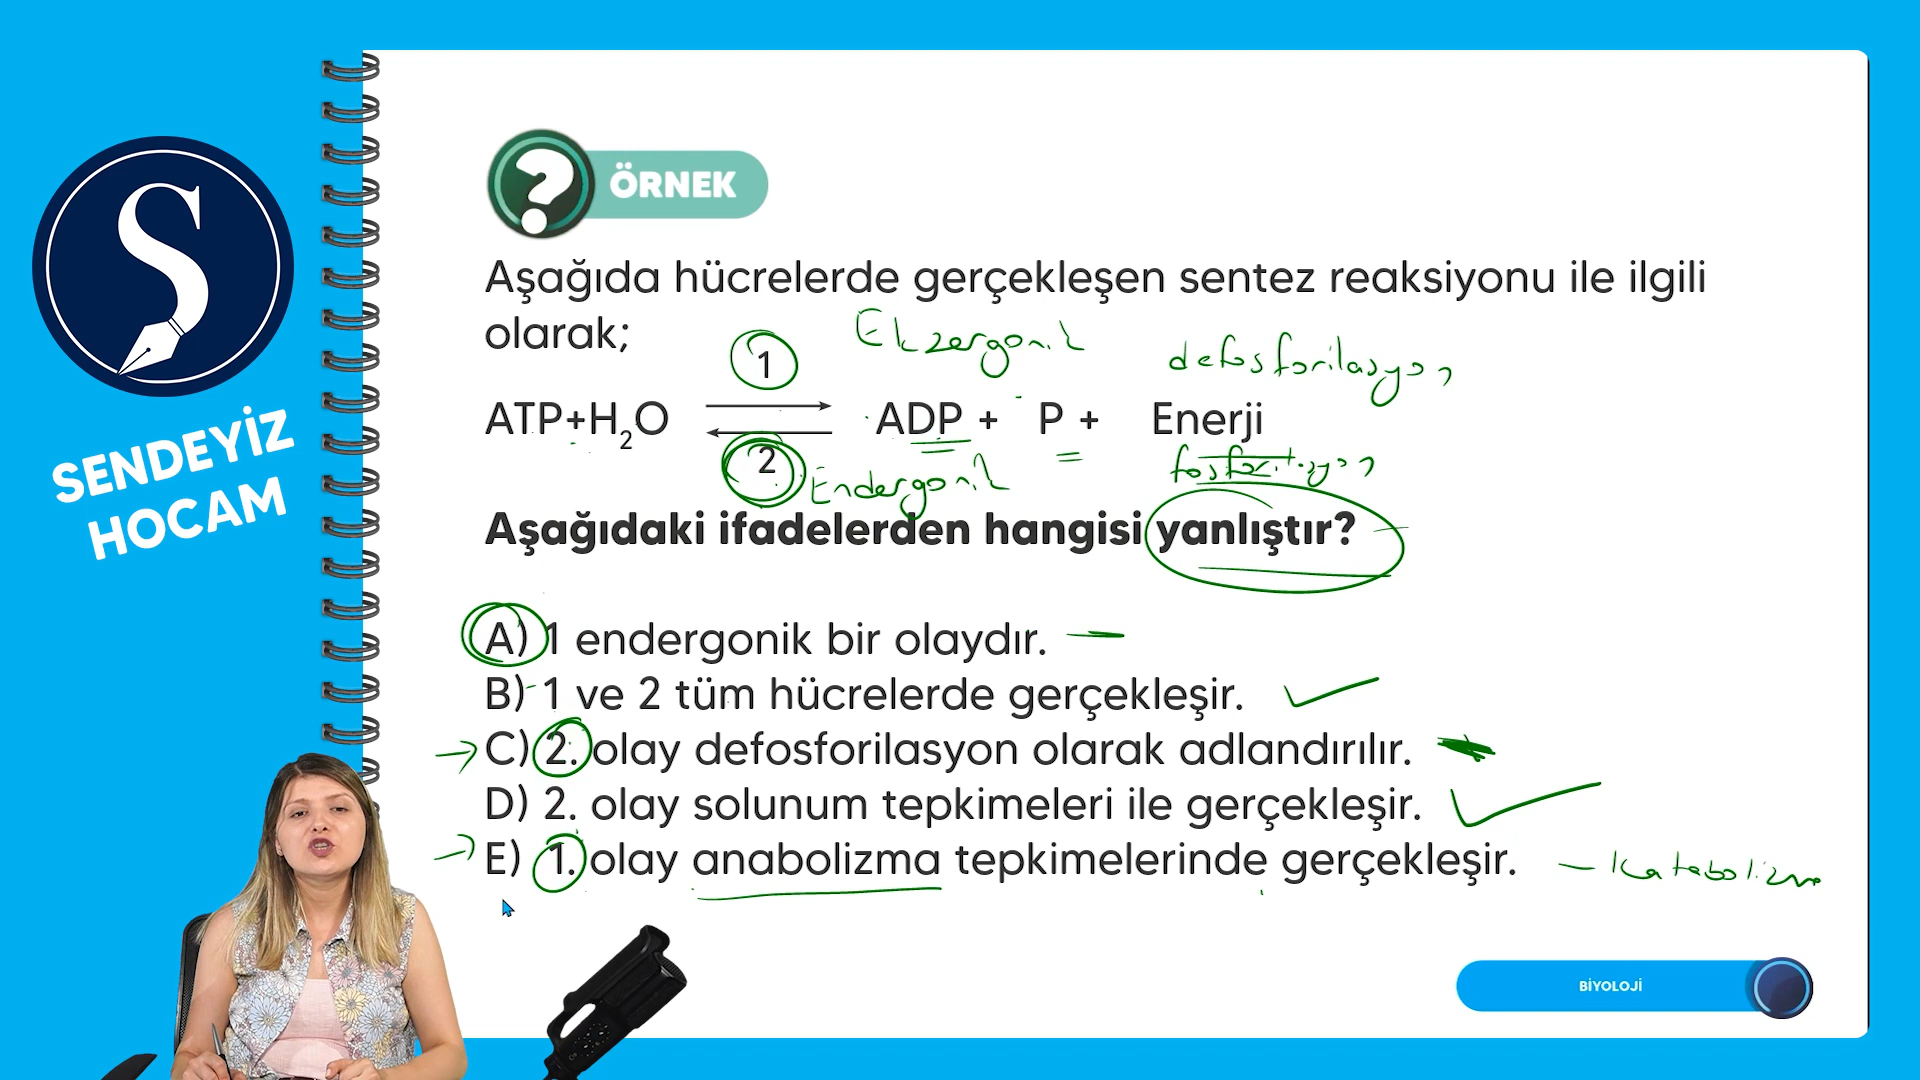 SENDEYİZ
HOCAM
ÖRNEK
Aşağıda hücrelerde gerçekleşen sentez reaksiyonu ile ilgili
olarak;
Ekzergonik
defosforilasyon
1
ATP+H₂O ADP + P + Enerji
2
Endergonik
fosforilasyon
Aşağıdaki ifadelerden hangisi yanlıştır?
A) 1 endergonik bir olaydır.
B) 1 ve 2 tüm hücrelerde gerçekleşir.
C) 2. olay defosforilasyon olarak adlandırılır.
D) 2. olay solunum tepkimeleri ile gerçekleşir.
E) 1. olay anabolizma tepkimelerinde gerçekleşir. – Katabolizma
BİYOLOJİ